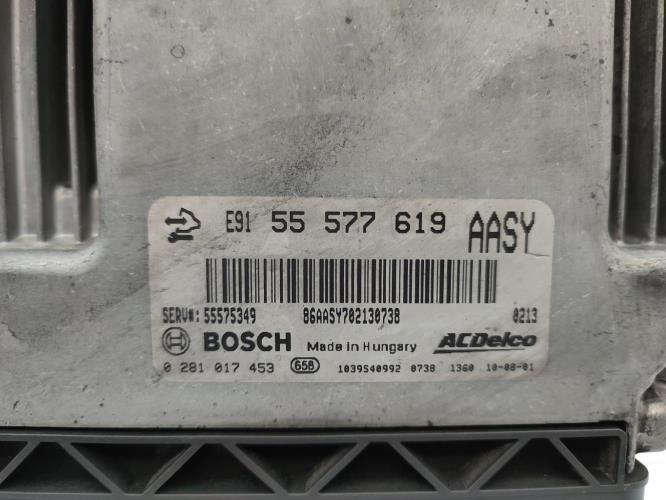 E91 55 577 619 AASY
SERV#: 55575349 86AASY702130738 0213
BOSCH Made in Hungary ACDelco
0 281 017 453 658 1039S40992 0738 1360 10-08-01